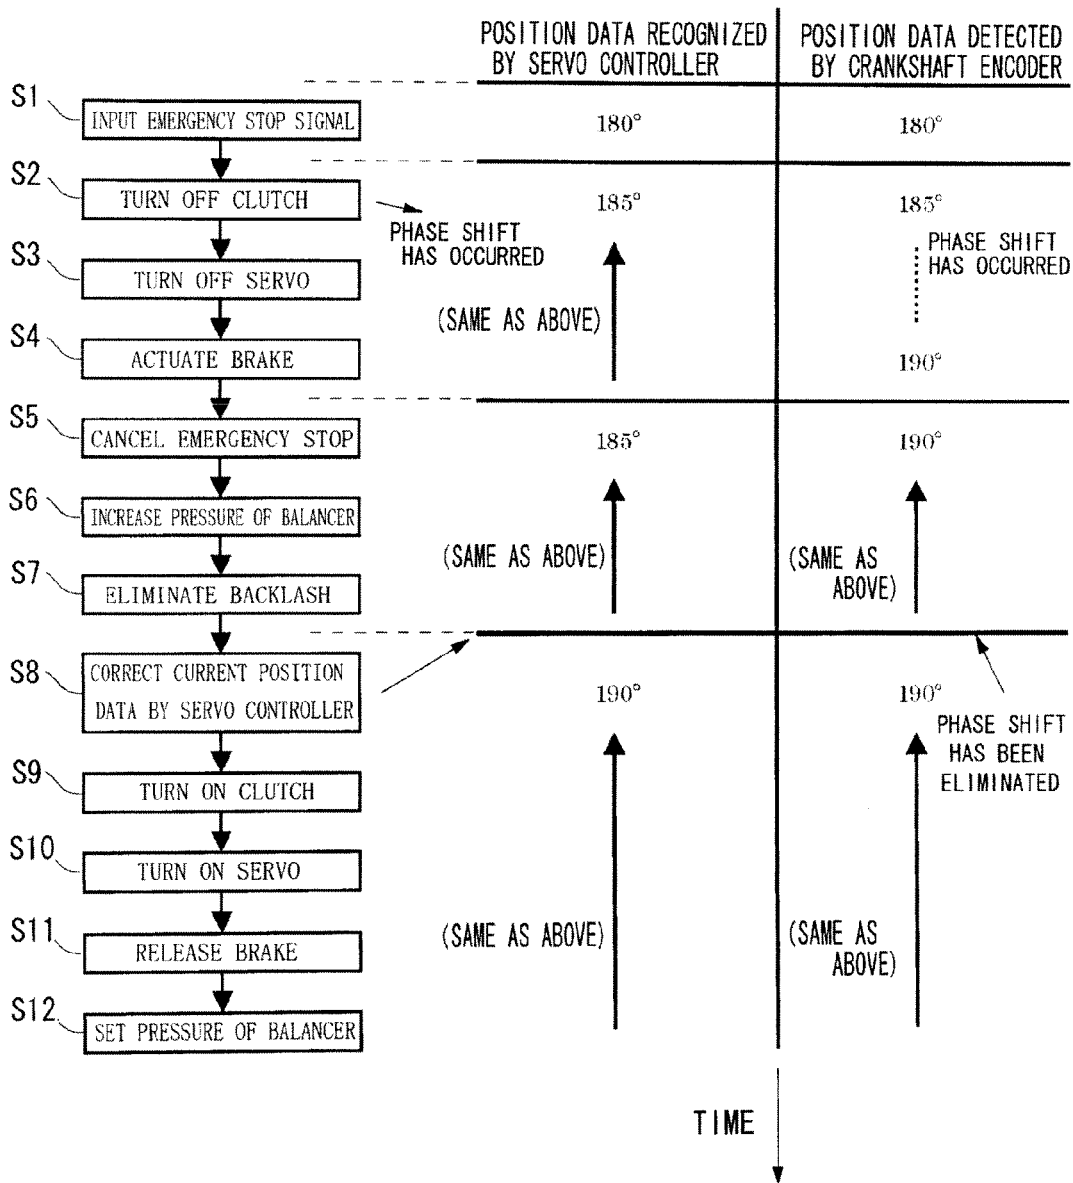 POSITION DATA RECOGNIZED
BY SERVO CONTROLLER
POSITION DATA DETECTED
BY CRANKSHAFT ENCODER
S1
INPUT EMERGENCY STOP SIGNAL
180°
180°
S2
TURN OFF CLUTCH
PHASE SHIFT
HAS OCCURRED
185°
185°
PHASE SHIFT
HAS OCCURRED
S3
TURN OFF SERVO
(SAME AS ABOVE)
S4
ACTUATE BRAKE
190°
S5
CANCEL EMERGENCY STOP
185°
190°
S6
INCREASE PRESSURE OF BALANCER
(SAME AS ABOVE)
(SAME AS
ABOVE)
S7
ELIMINATE BACKLASH
S8
CORRECT CURRENT POSITION
DATA BY SERVO CONTROLLER
190°
190°
PHASE SHIFT
HAS BEEN
ELIMINATED
S9
TURN ON CLUTCH
S10
TURN ON SERVO
S11
RELEASE BRAKE
(SAME AS ABOVE)
(SAME AS
ABOVE)
S12
SET PRESSURE OF BALANCER
TIME